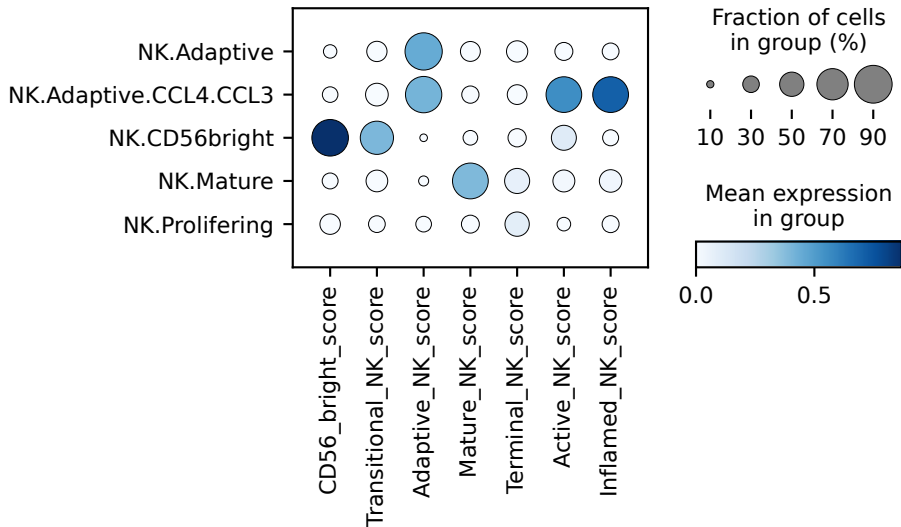 NK.Adaptive
NK.Adaptive.CCL4.CCL3
NK.CD56bright
NK.Mature
NK.Prolifering
CD56_bright_score
Transitional_NK_score
Adaptive_NK_score
Mature_NK_score
Terminal_NK_score
Active_NK_score
Inflamed_NK_score
Fraction of cells
in group (%)
10 30 50 70 90
Mean expression
in group
0.0 0.5